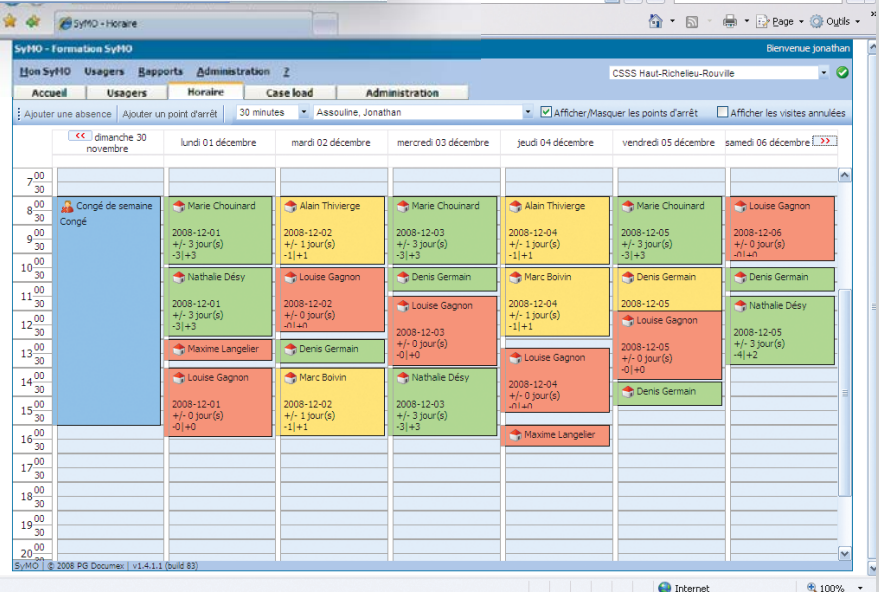 SyMO - Horaire
Page
Outils
SyMO - Formation SyMO
Bienvenue jonathan
Mon SyMO Usagers Rapports Administration ?
CSSS Haut-Richelieu-Rouville
Accueil Usagers Horaire Case load Administration
Ajouter une absence Ajouter un point d'arrêt 30 minutes Assouline, Jonathan Afficher/Masquer les points d'arrêt Afficher les visites annulées
<< dimanche 30 novembre
lundi 01 décembre
mardi 02 décembre
mercredi 03 décembre
jeudi 04 décembre
vendredi 05 décembre
samedi 06 décembre >>
7 00
30
8 00
30
9 00
30
10 00
30
11 00
30
12 00
30
13 00
30
14 00
30
15 00
30
16 00
30
17 00
30
18 00
30
19 00
30
20 00
Congé de semaine
Congé
Marie Chouinard
2008-12-01
+/- 3 jour(s)
-3|+3
Nathalie Désy
2008-12-01
+/- 3 jour(s)
-3|+3
Maxime Langelier
Louise Gagnon
2008-12-01
+/- 0 jour(s)
-0|+0
Alain Thivierge
2008-12-02
+/- 1 jour(s)
-1|+1
Louise Gagnon
2008-12-02
+/- 0 jour(s)
-0|+0
Denis Germain
Marc Boivin
2008-12-02
+/- 1 jour(s)
-1|+1
Marie Chouinard
2008-12-03
+/- 3 jour(s)
-3|+3
Denis Germain
Louise Gagnon
2008-12-03
+/- 0 jour(s)
-0|+0
Nathalie Désy
2008-12-03
+/- 3 jour(s)
-3|+3
Alain Thivierge
2008-12-04
+/- 1 jour(s)
-1|+1
Marc Boivin
2008-12-04
+/- 1 jour(s)
-1|+1
Louise Gagnon
2008-12-04
+/- 0 jour(s)
-0|+0
Maxime Langelier
Marie Chouinard
2008-12-05
+/- 3 jour(s)
-3|+3
Denis Germain
2008-12-05
Louise Gagnon
2008-12-05
+/- 0 jour(s)
-0|+0
Denis Germain
Louise Gagnon
2008-12-06
+/- 0 jour(s)
-0|+0
Denis Germain
Nathalie Désy
2008-12-05
+/- 3 jour(s)
-4|+2
SyMO | © 2008 PG Documex | v1.4.1.1 (build 83)
Internet
100%